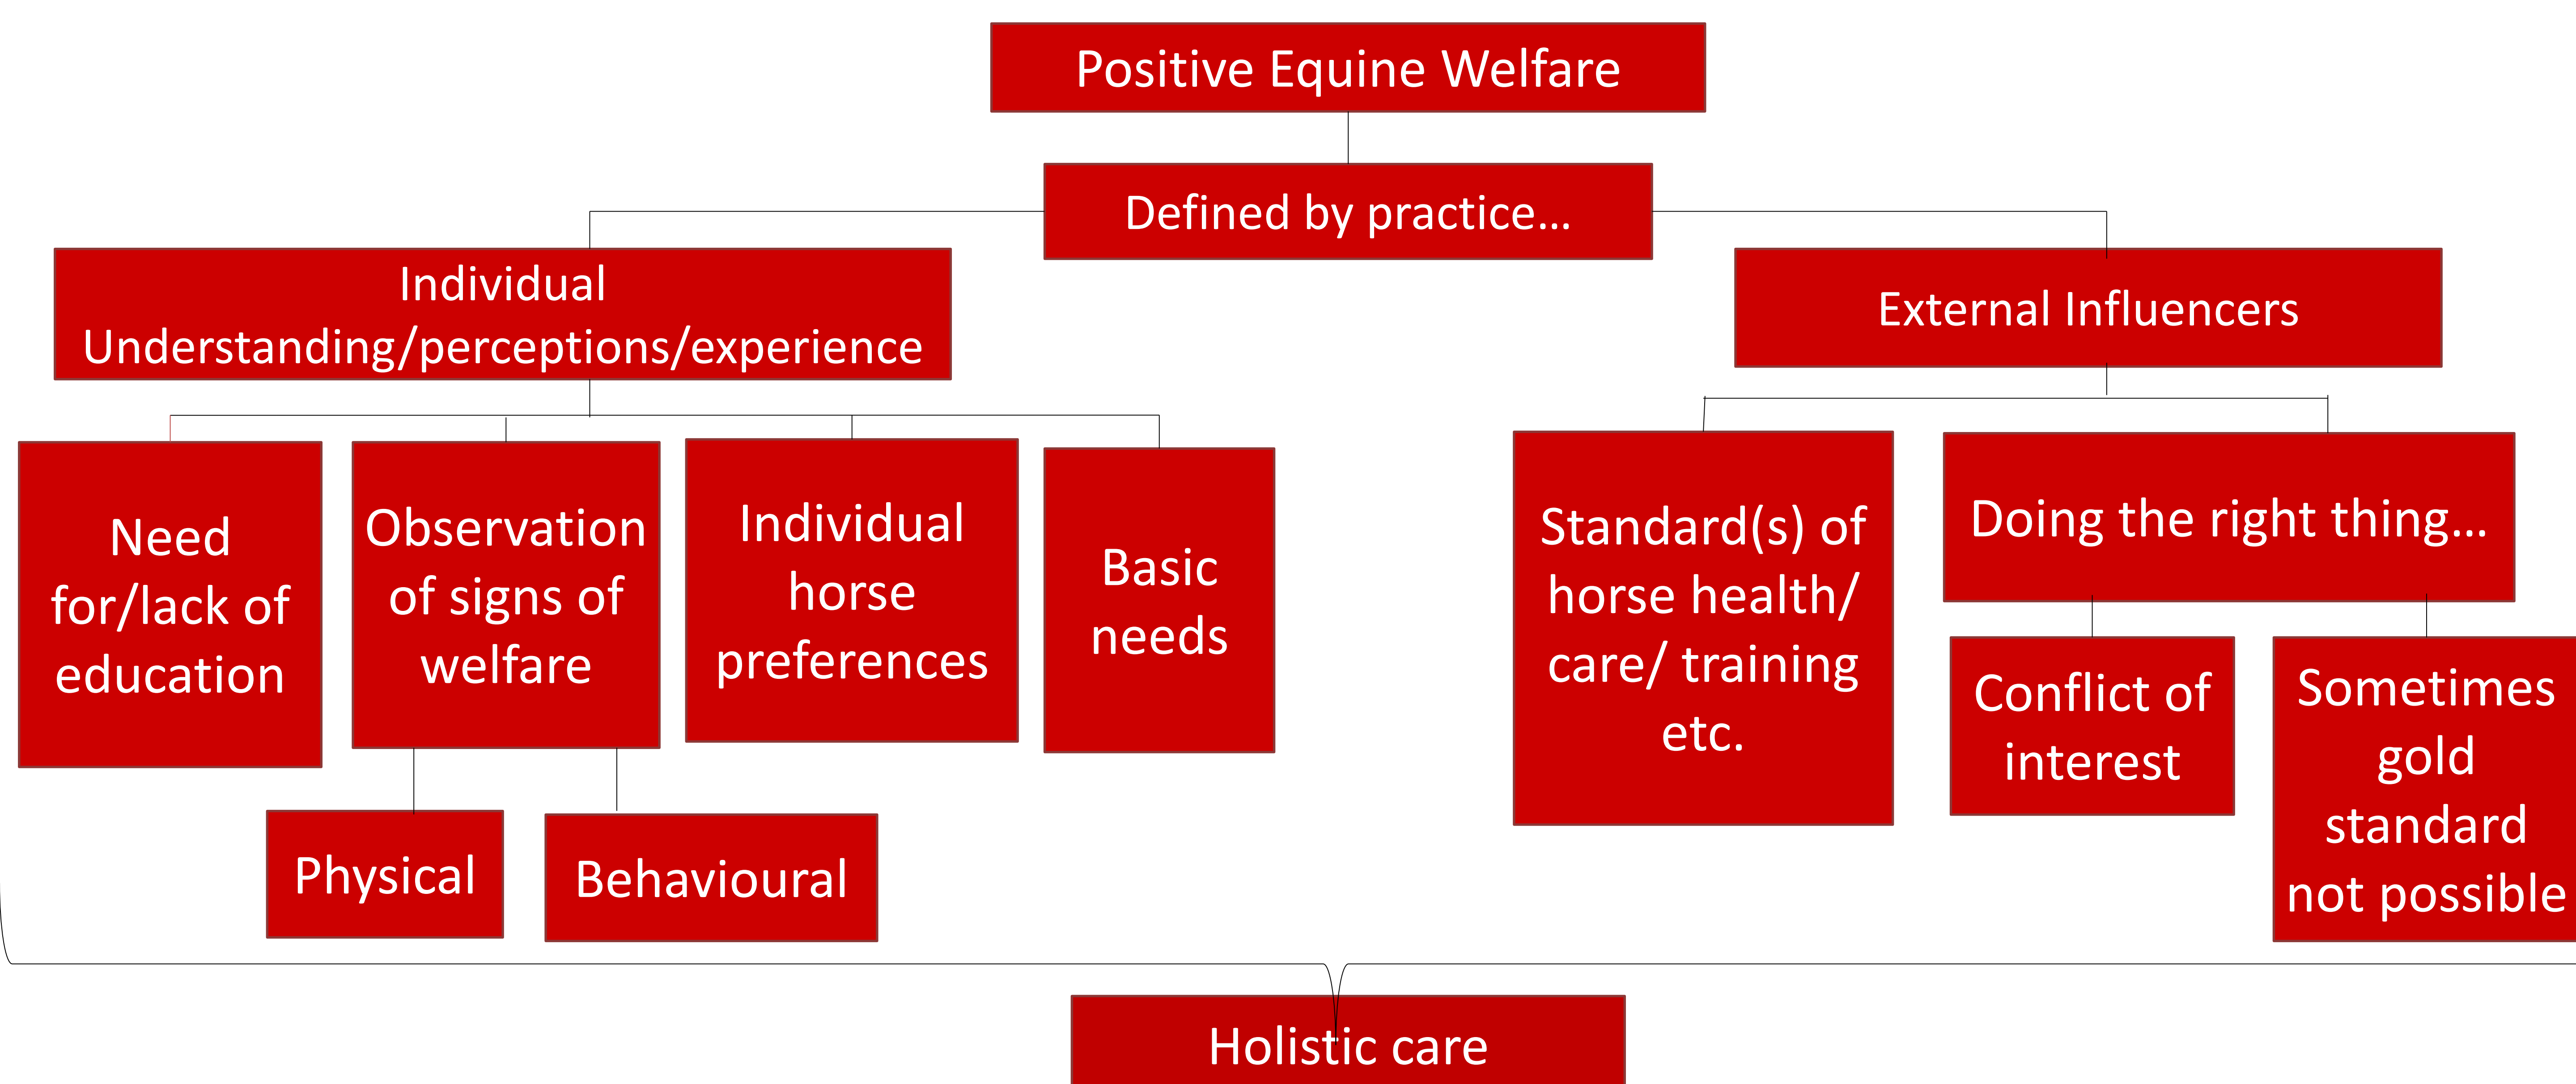 Positive Equine Welfare
Defined by practice...
Individual
Understanding/perceptions/experience
External Influencers
Need
for/lack of
education
Observation
of signs of
welfare
Individual
horse
preferences
Basic
needs
Standard(s) of
horse health/
care/ training
etc.
Doing the right thing...
Conflict of
interest
Sometimes
gold
standard
not possible
Physical
Behavioural
Holistic care